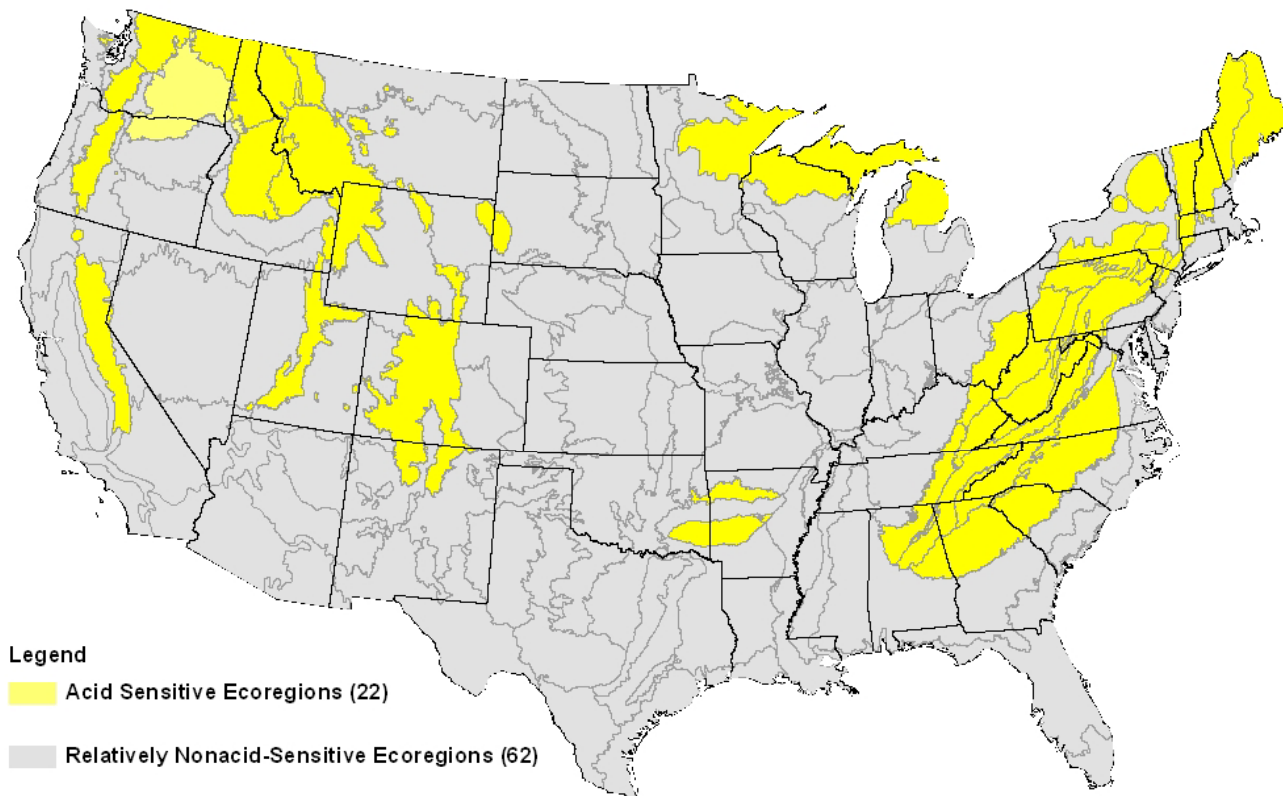 Legend
Acid Sensitive Ecoregions (22)
Relatively Nonacid-Sensitive Ecoregions (62)